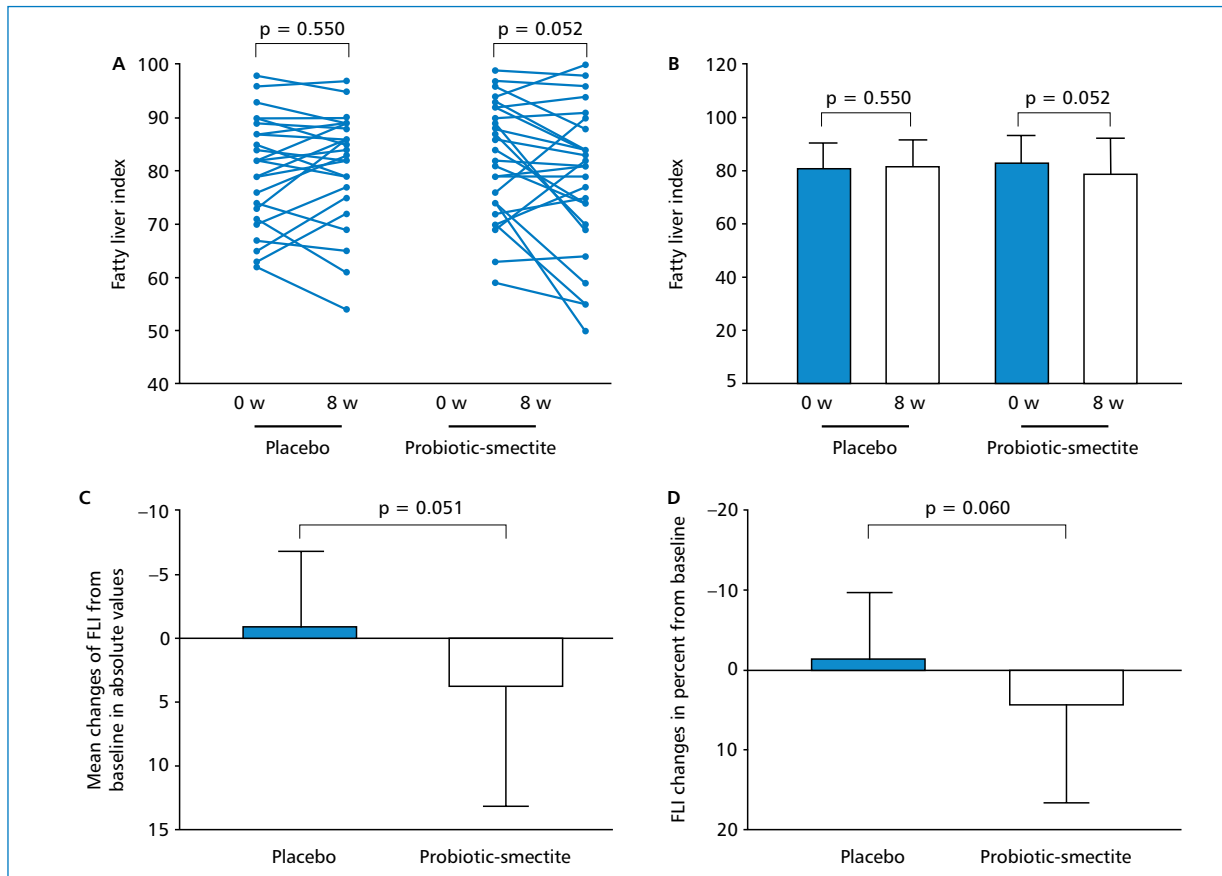 p = 0.550 p = 0.052
A
100
90
80
70
60
50
40
Fatty liver index
0 w 8 w 0 w 8 w
Placebo Probiotic-smectite
B
120
100
80
60
40
20
5
Fatty liver index
p = 0.550 p = 0.052
0 w 8 w 0 w 8 w
Placebo Probiotic-smectite
C
–10
–5
0
5
10
15
Mean changes of FLI from
baseline in absolute values
p = 0.051
Placebo Probiotic-smectite
D
–20
–10
0
10
20
FLI changes in percent from baseline
p = 0.060
Placebo Probiotic-smectite